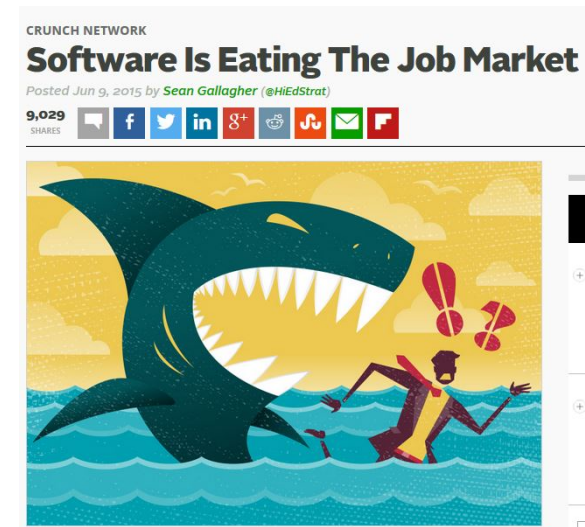 CRUNCH NETWORK
Software Is Eating The Job Market
Posted Jun 9, 2015 by Sean Gallagher (@HiEdStrat)
9,029
SHARES
f in g+